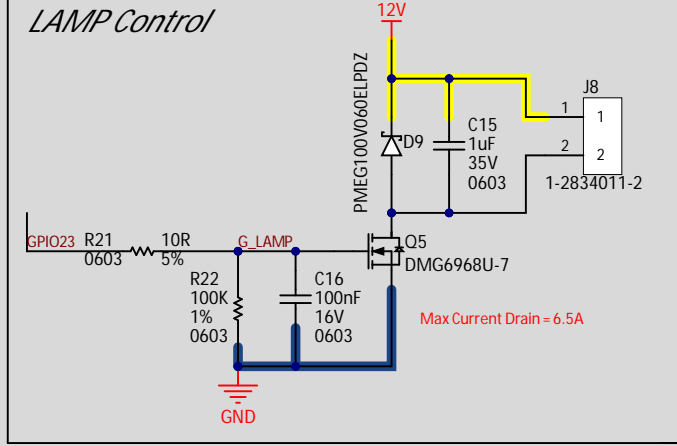 LAMP Control
12V
PMEG100V060ELPDZ
D9
C15
1uF
35V
0603
J8
1
1
2
2
1-2834011-2
GPIO23
R21
0603
10R
5%
G_LAMP
Q5
DMG6968U-7
R22
100K
1%
0603
C16
100nF
16V
0603
Max Current Drain = 6.5A
GND